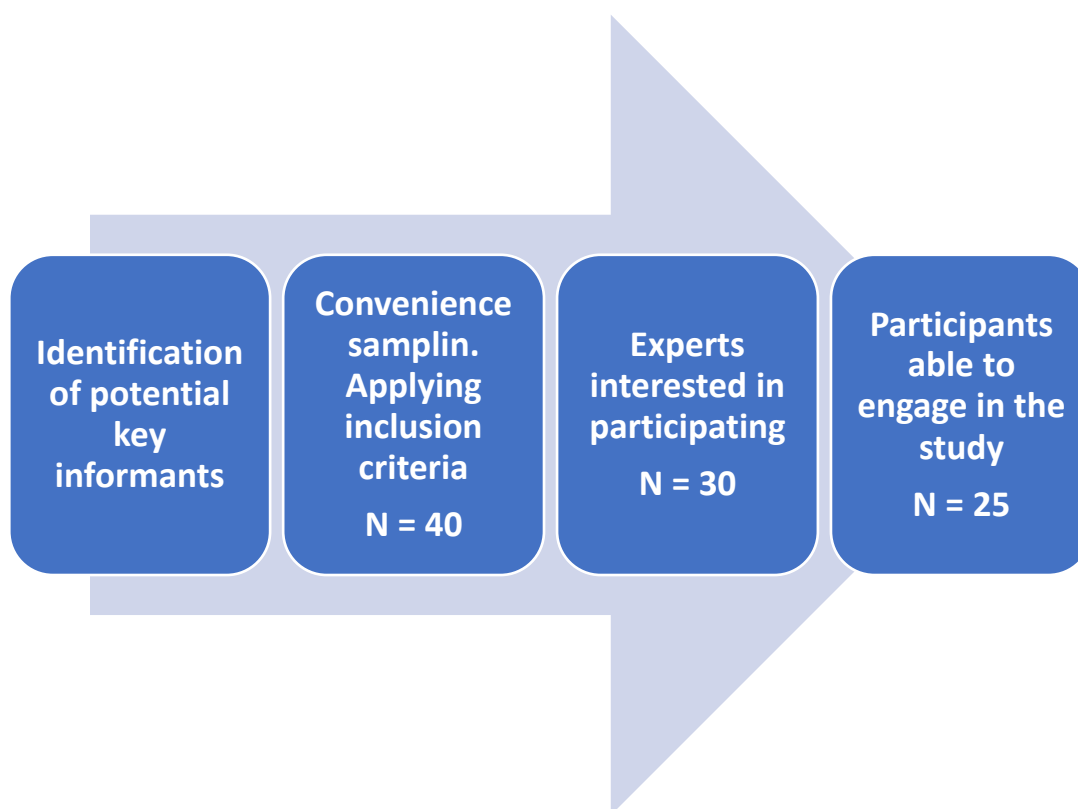 Identification
of potential
key
informants
Convenience
samplin.
Applying
inclusion
criteria
N = 40
Experts
interested in
participating
N = 30
Participants
able to
engage in the
study
N = 25